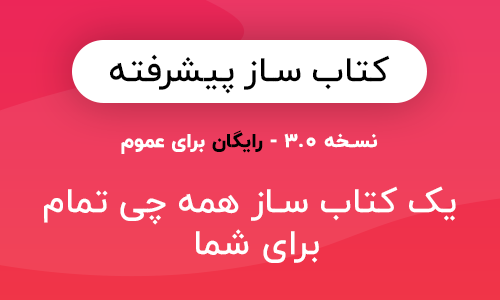 کتاب ساز پیشرفته
نسخه ۳.۰ - رایگان برای عموم
یک کتاب ساز همه چی تمام
برای شما